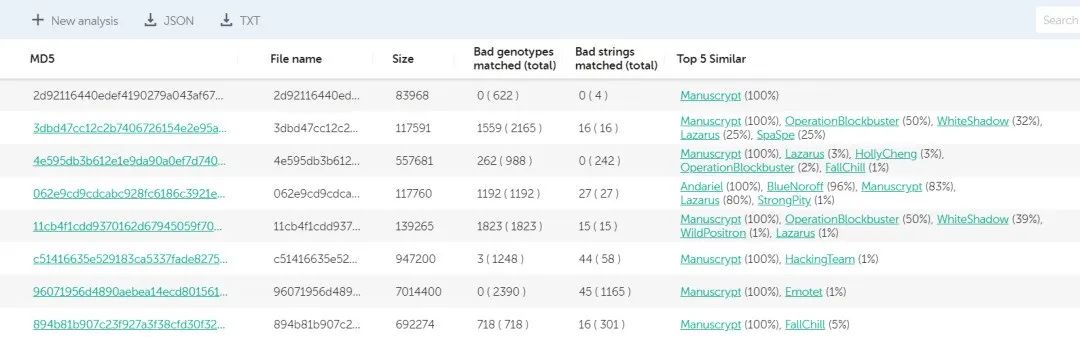 New analysis JSON TXT Search
MD5 File name Size Bad genotypes matched (total) Bad strings matched (total) Top 5 Similar
2d92116440edef4190279a043af67... 2d92116440ed... 83968 0 ( 622 ) 0 ( 4 ) Manuscrypt (100%)
3dbd47cc12c2b7406726154e2e95a... 3dbd47cc12c2... 117591 1559 ( 2165 ) 16 ( 16 ) Manuscrypt (100%), OperationBlockbuster (50%), WhiteShadow (32%),
Lazarus (25%), SpaSpe (25%)
4e595db3b612e1e9da90a0ef7d740... 4e595db3b612... 557681 262 ( 988 ) 0 ( 242 ) Manuscrypt (100%), Lazarus (3%), HollyCheng (3%),
OperationBlockbuster (2%), FallChill (1%)
062e9cd9cdcabc928fc6186c3921e... 062e9cd9cdca... 117760 1192 ( 1192 ) 27 ( 27 ) Andariel (100%), BlueNoroff (96%), Manuscrypt (83%),
Lazarus (80%), StrongPity (1%)
11cb4f1cdd9370162d67945059f70... 11cb4f1cdd937... 139265 1823 ( 1823 ) 15 ( 15 ) Manuscrypt (100%), OperationBlockbuster (50%), WhiteShadow (39%),
WildPositron (1%), Lazarus (1%)
c51416635e529183ca5337fade8275... c51416635e52... 947200 3 ( 1248 ) 44 ( 58 ) Manuscrypt (100%), HackingTeam (1%)
96071956d4890aebea14ecd801561... 96071956d489... 7014400 0 ( 2390 ) 45 ( 1165 ) Manuscrypt (100%), Emotet (1%)
894b81b907c23f927a3f38cfd30f32... 894b81b907c2... 692274 718 ( 718 ) 16 ( 301 ) Manuscrypt (100%), FallChill (5%)